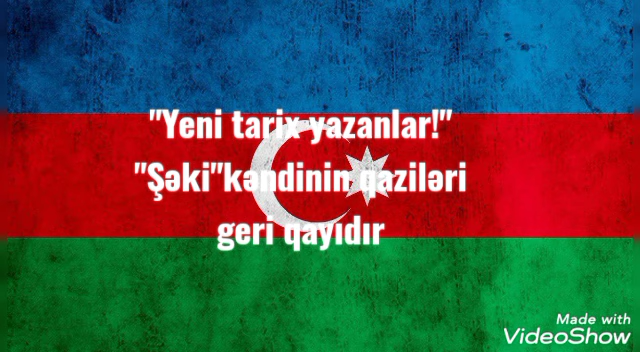 "Yeni tarix yazanlar!"
"Şəki"kəndinin qaziləri
geri qayıdır
Made with
VideoShow